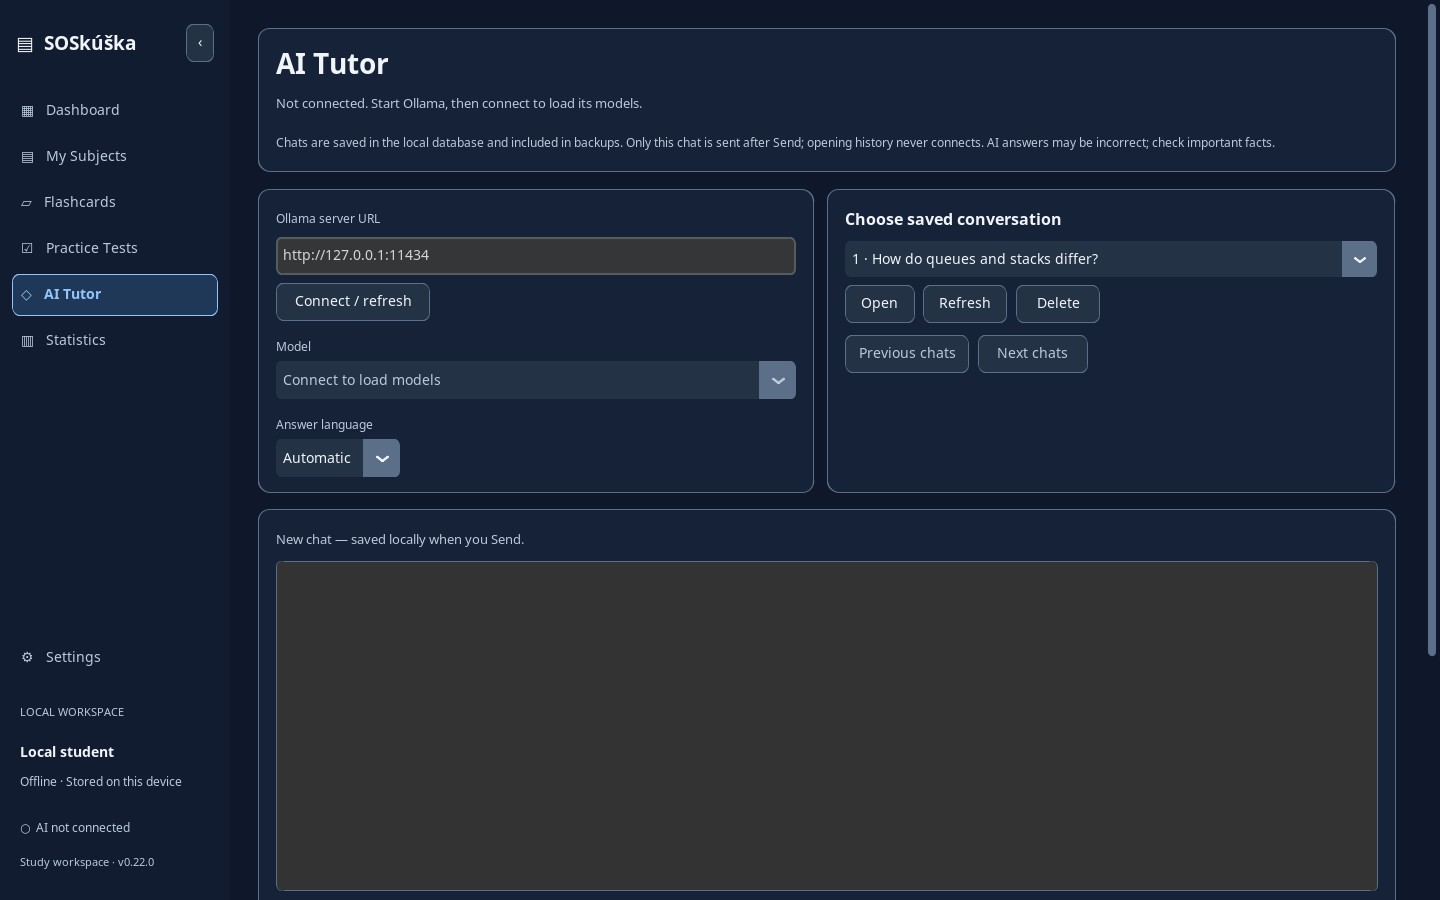 SOSkúška
Dashboard
My Subjects
Flashcards
Practice Tests
AI Tutor
Statistics
Settings
LOCAL WORKSPACE
Local student
Offline · Stored on this device
AI not connected
Study workspace · v0.22.0
AI Tutor
Not connected. Start Ollama, then connect to load its models.
Chats are saved in the local database and included in backups. Only this chat is sent after Send; opening history never connects. AI answers may be incorrect; check important facts.
Ollama server URL
http://127.0.0.1:11434
Connect / refresh
Model
Connect to load models
Answer language
Automatic
Choose saved conversation
1 · How do queues and stacks differ?
Open Refresh Delete
Previous chats Next chats
New chat — saved locally when you Send.